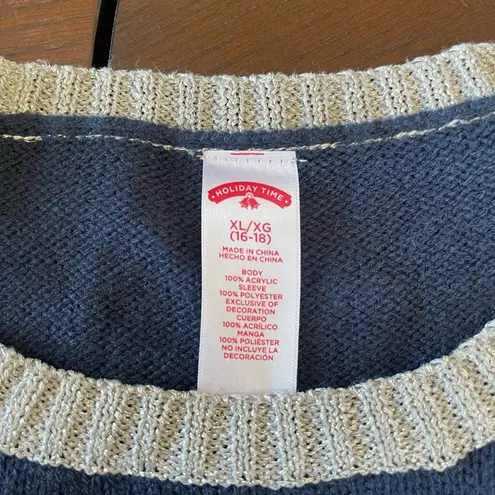 • HOLIDAY TIME •
XL/XG
(16-18)
MADE IN CHINA
HECHO EN CHINA
BODY
100% ACRYLIC
SLEEVE
100% POLYESTER
EXCLUSIVE OF
DECORATION
CUERPO
100% ACRÍLICO
MANGA
100% POLIÉSTER
NO INCLUYE LA
DECORACIÓN